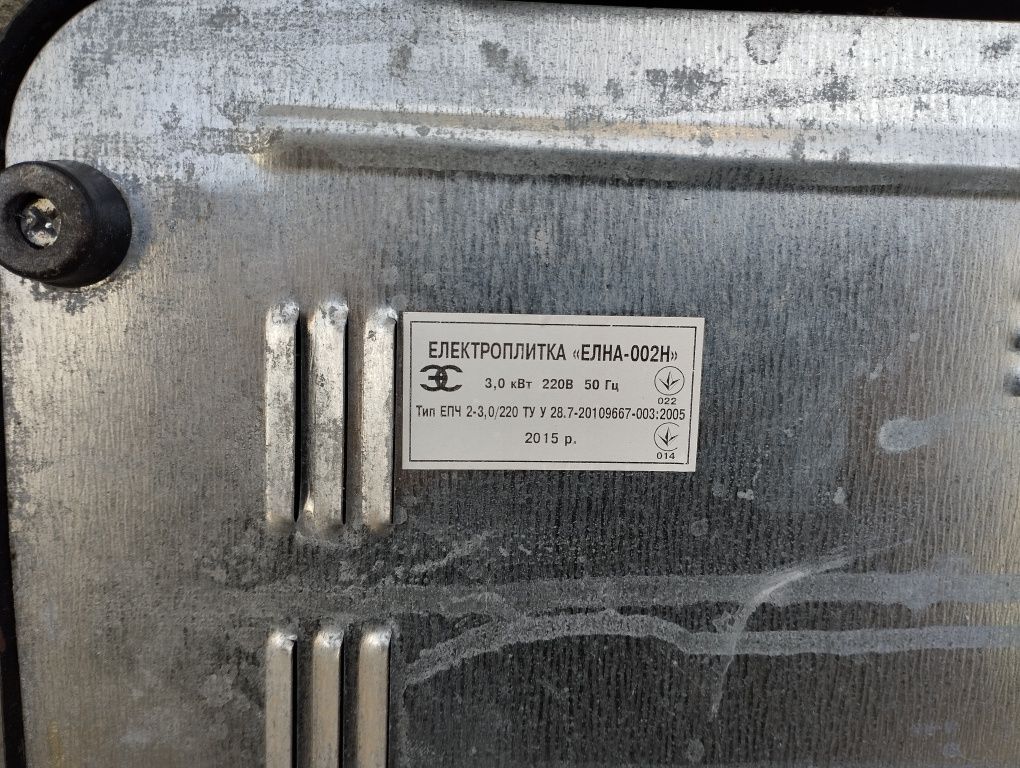 ЕЛЕКТРОПЛИТКА «ЕЛНА-002Н»
ЭС 3,0 кВт 220В 50 Гц
022
Тип ЕПЧ 2-3,0/220 ТУ У 28.7-20109667-003:2005
2015 р.
014